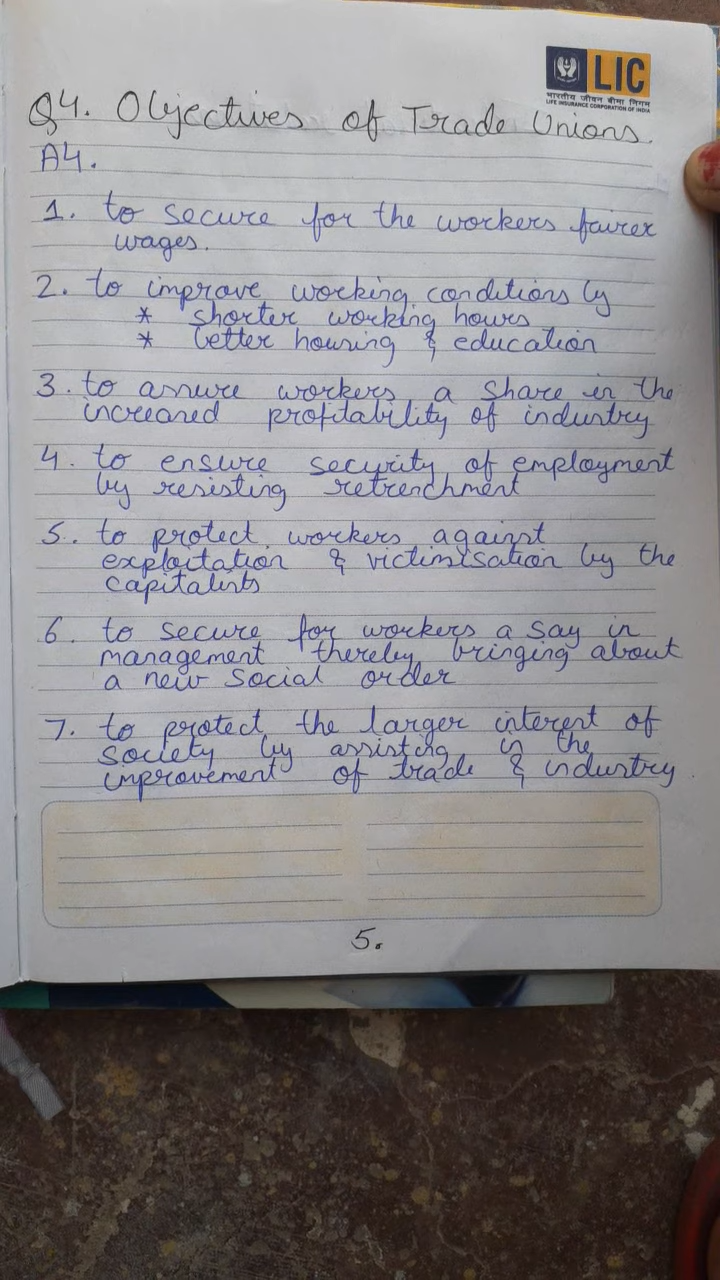 LIC
भारतीय जीवन बीमा निगम
LIFE INSURANCE CORPORATION OF INDIA
Q4. Objectives of Trade Unions.
A4.
1. to secure for the workers fairer
wages.
2. to improve working conditions by
* shorter working hours
* better housing & education
3. to assure workers a share in the
increased profitability of industry
4. to ensure security of employment
by resisting retrenchment
5. to protect workers against
exploitation & victimisation by the
capitalists
6. to secure for workers a say in
management thereby bringing about
a new social order
7. to protect the larger interest of
society by assisting in the
improvement of trade & industry
5.